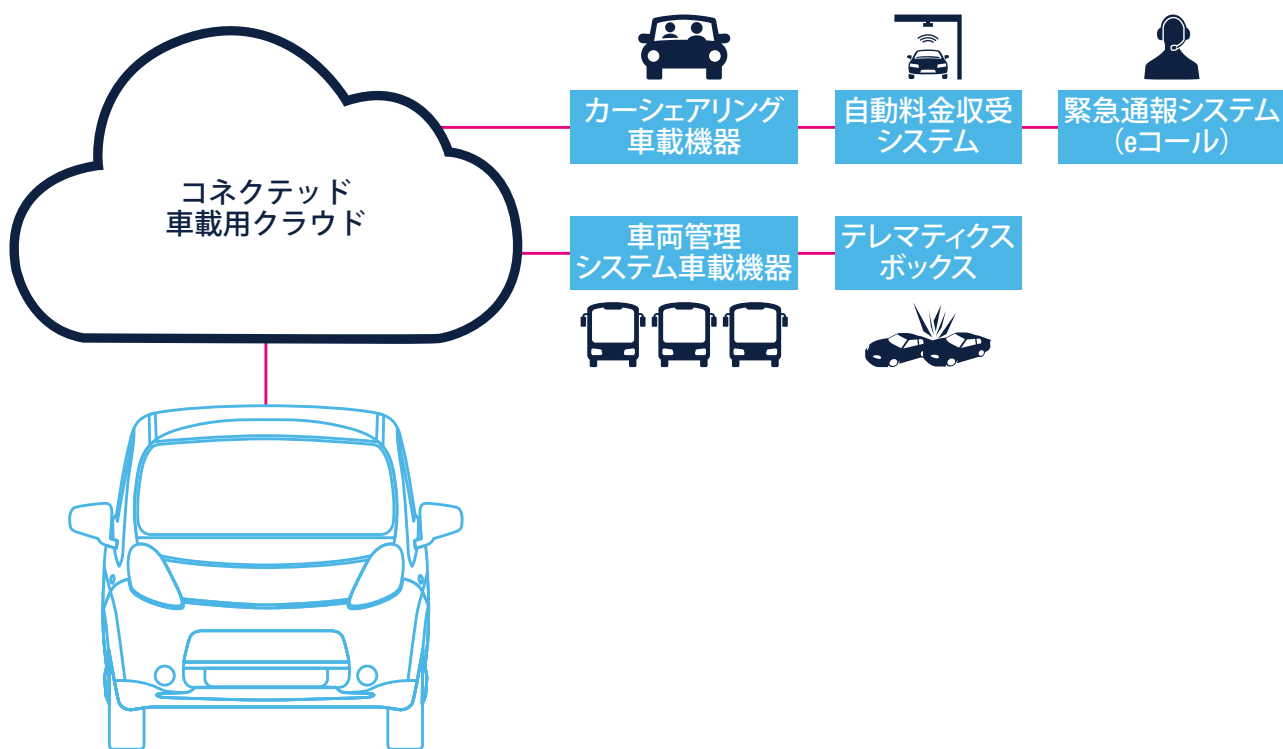 コネクテッド
車載用クラウド
カーシェアリング
車載機器
自動料金収受
システム
緊急通報システム
（eコール）
車両管理
システム車載機器
テレマティクス
ボックス